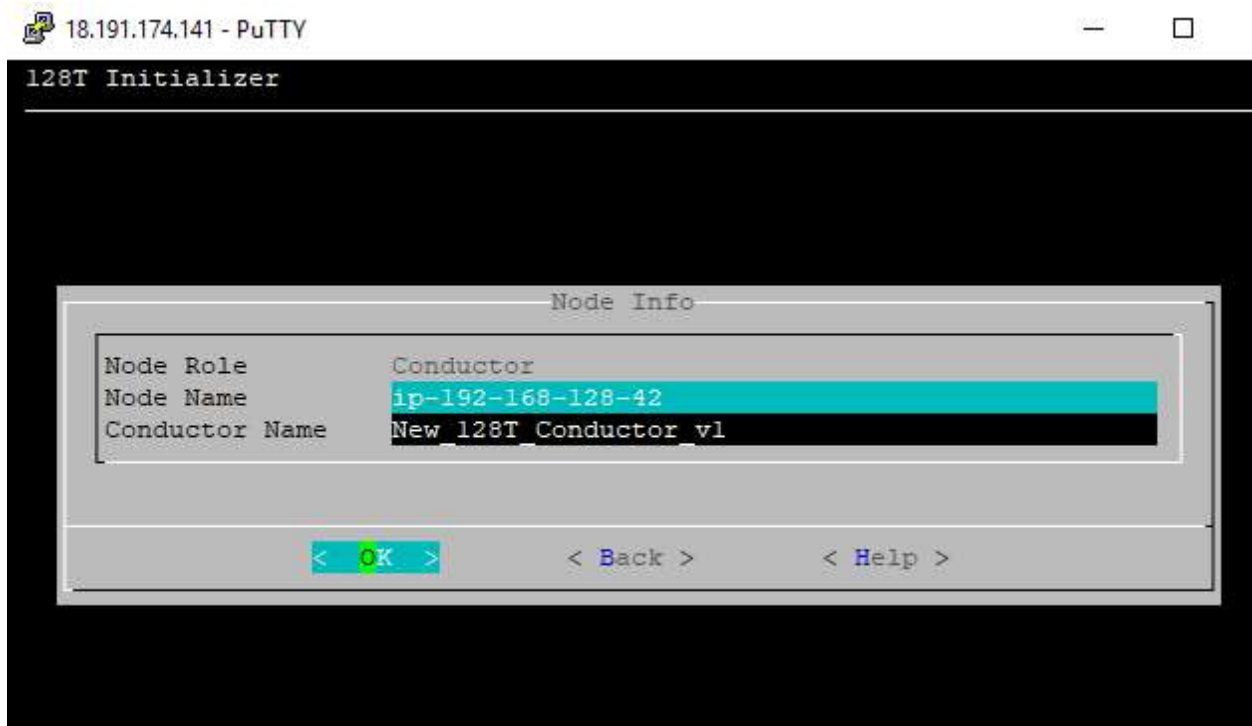 18.191.174.141 - PuTTY
128T Initializer
Node Info
Node Role Conductor
Node Name ip-192-168-128-42
Conductor Name New_128T_Conductor_v1
< OK > < Back > < Help >